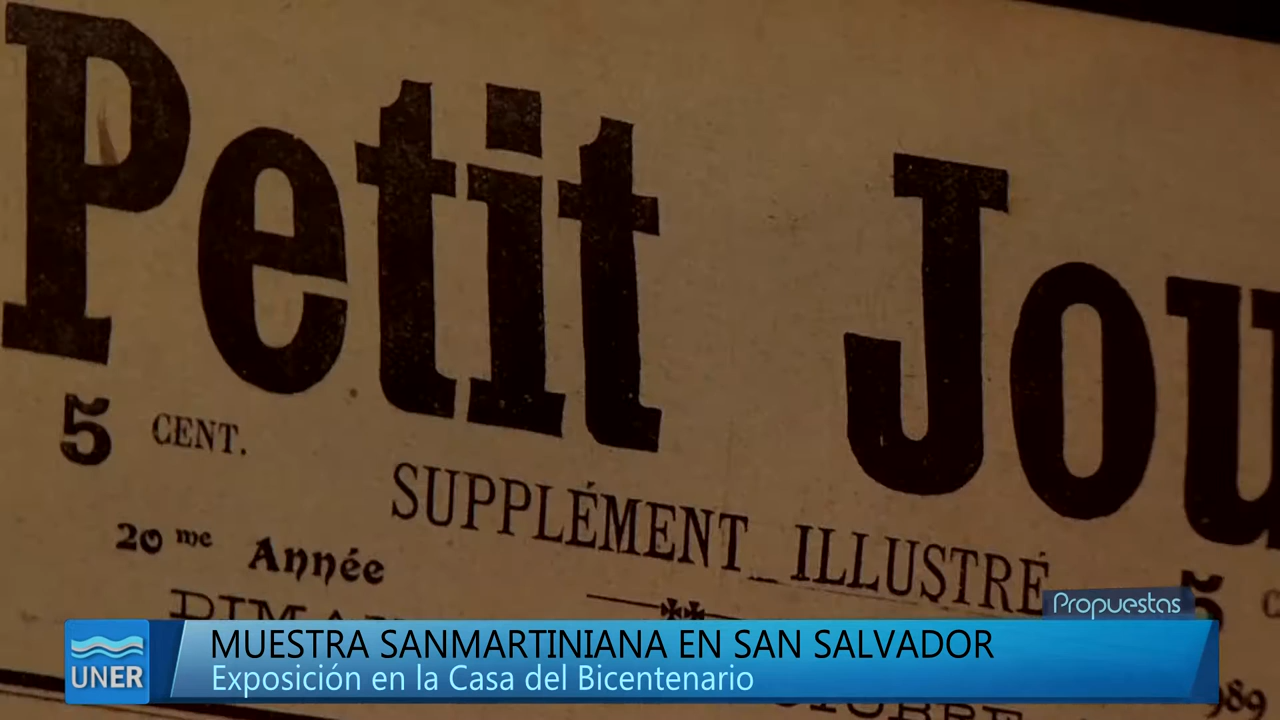 Petit Jou
5 CENT.
SUPPLÉMENT ILLUSTRÉ
5
20me Année
Propuestas
MUESTRA SANMARTINIANA EN SAN SALVADOR
Exposición en la Casa del Bicentenario
UNER